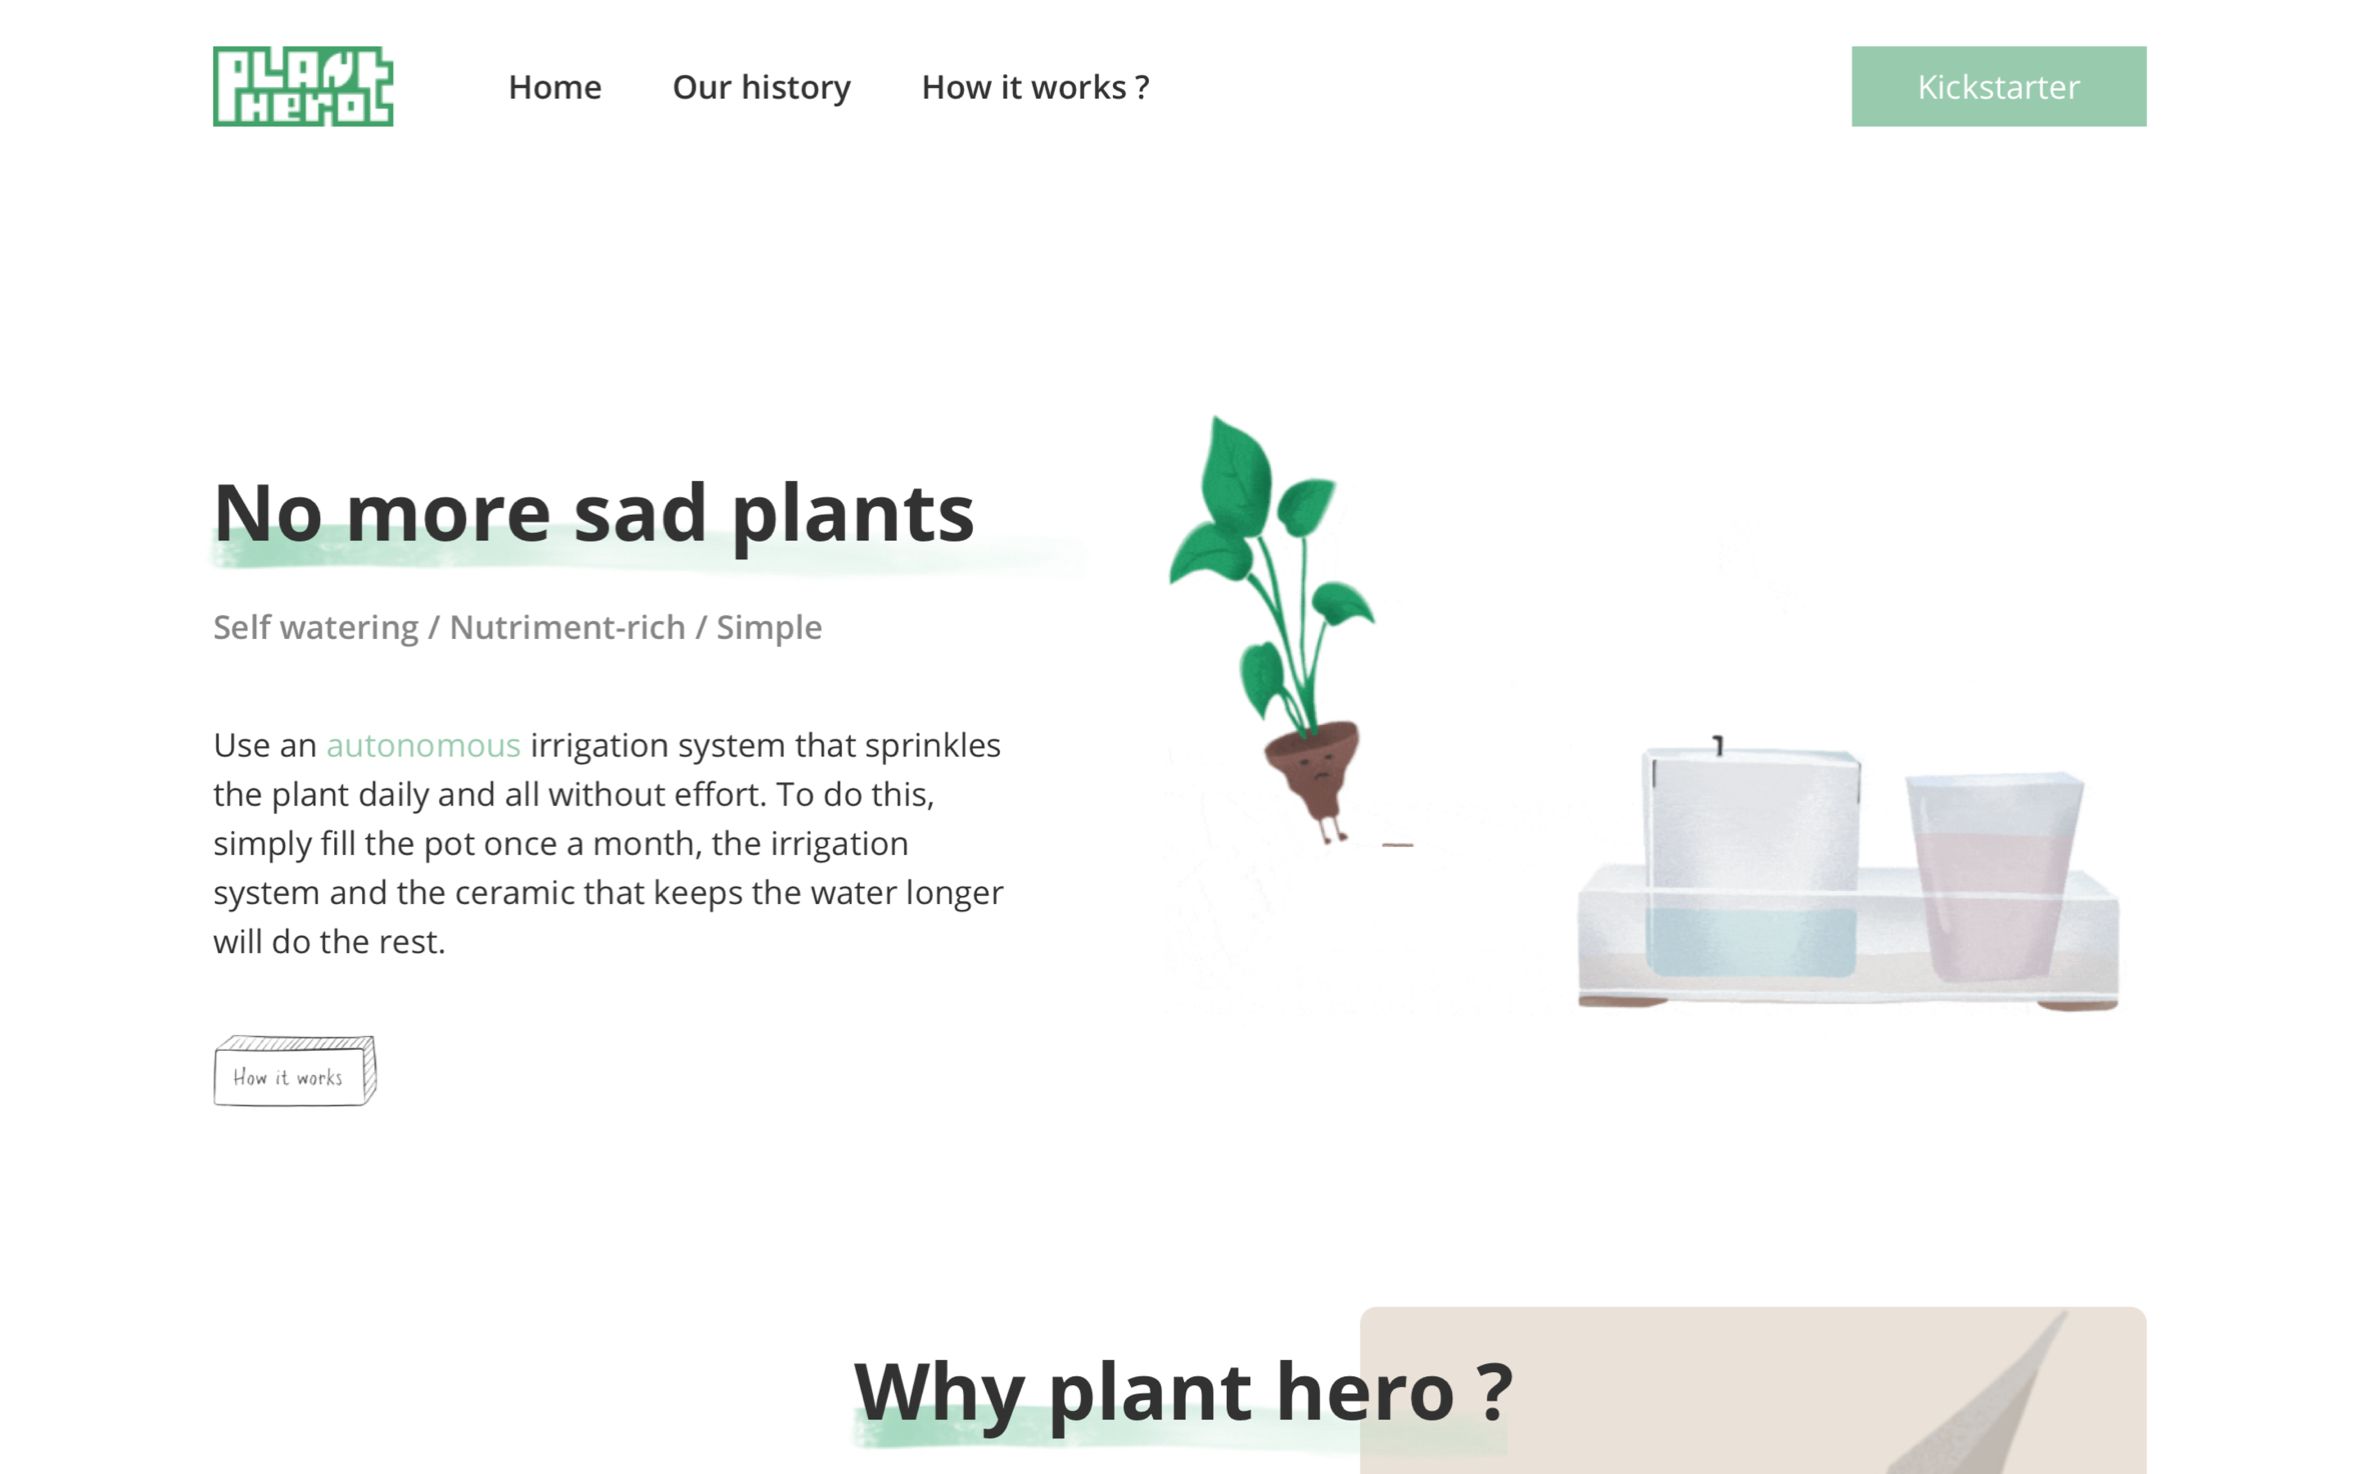 PLANT
Hero
Home
Our history
How it works ?
Kickstarter
No more sad plants
Self watering / Nutriment-rich / Simple
Use an autonomous irrigation system that sprinkles
the plant daily and all without effort. To do this,
simply fill the pot once a month, the irrigation
system and the ceramic that keeps the water longer
will do the rest.
How it works
Why plant hero ?